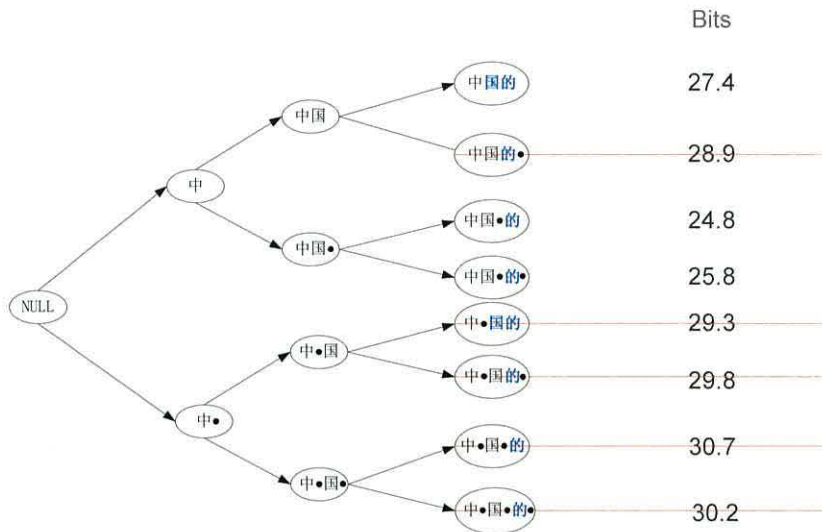 Bits
中国的 27.4
中国
中国的• 28.9
中
中国•的 24.8
中国•
中国•的• 25.8
NULL
中•国的 29.3
中•国
中•国的• 29.8
中•
中•国•的 30.7
中•国•
中•国•的• 30.2